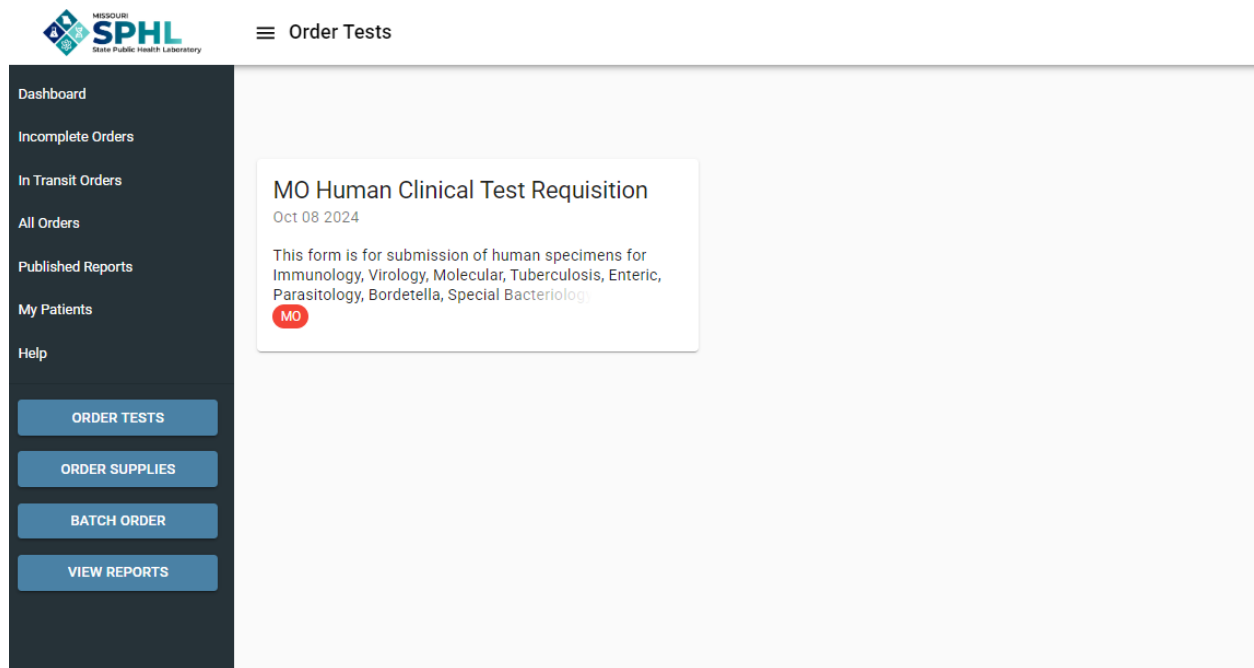 MISSOURI
SPHL
State Public Health Laboratory
Order Tests
Dashboard
Incomplete Orders
In Transit Orders
All Orders
Published Reports
My Patients
Help
ORDER TESTS
ORDER SUPPLIES
BATCH ORDER
VIEW REPORTS
MO Human Clinical Test Requisition
Oct 08 2024
This form is for submission of human specimens for
Immunology, Virology, Molecular, Tuberculosis, Enteric,
Parasitology, Bordetella, Special Bacteriology
MO